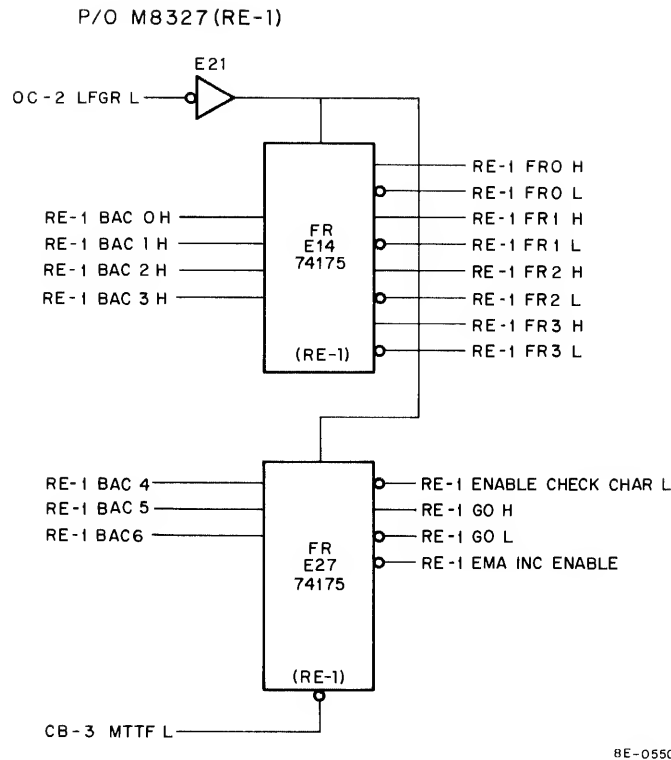 P/O M8327(RE-1)
E21
OC-2 LFGR L
RE-1 FR0 H
RE-1 FR0 L
RE-1 BAC 0 H
RE-1 FR1 H
RE-1 BAC 1 H
RE-1 FR1 L
RE-1 BAC 2 H
RE-1 FR2 H
RE-1 BAC 3 H
RE-1 FR2 L
RE-1 FR3 H
RE-1 FR3 L
FR
E14
74175
(RE-1)
RE-1 BAC 4
RE-1 ENABLE CHECK CHAR L
RE-1 BAC 5
RE-1 GO H
RE-1 BAC6
RE-1 GO L
RE-1 EMA INC ENABLE
FR
E27
74175
(RE-1)
CB-3 MTTF L
8E-0550